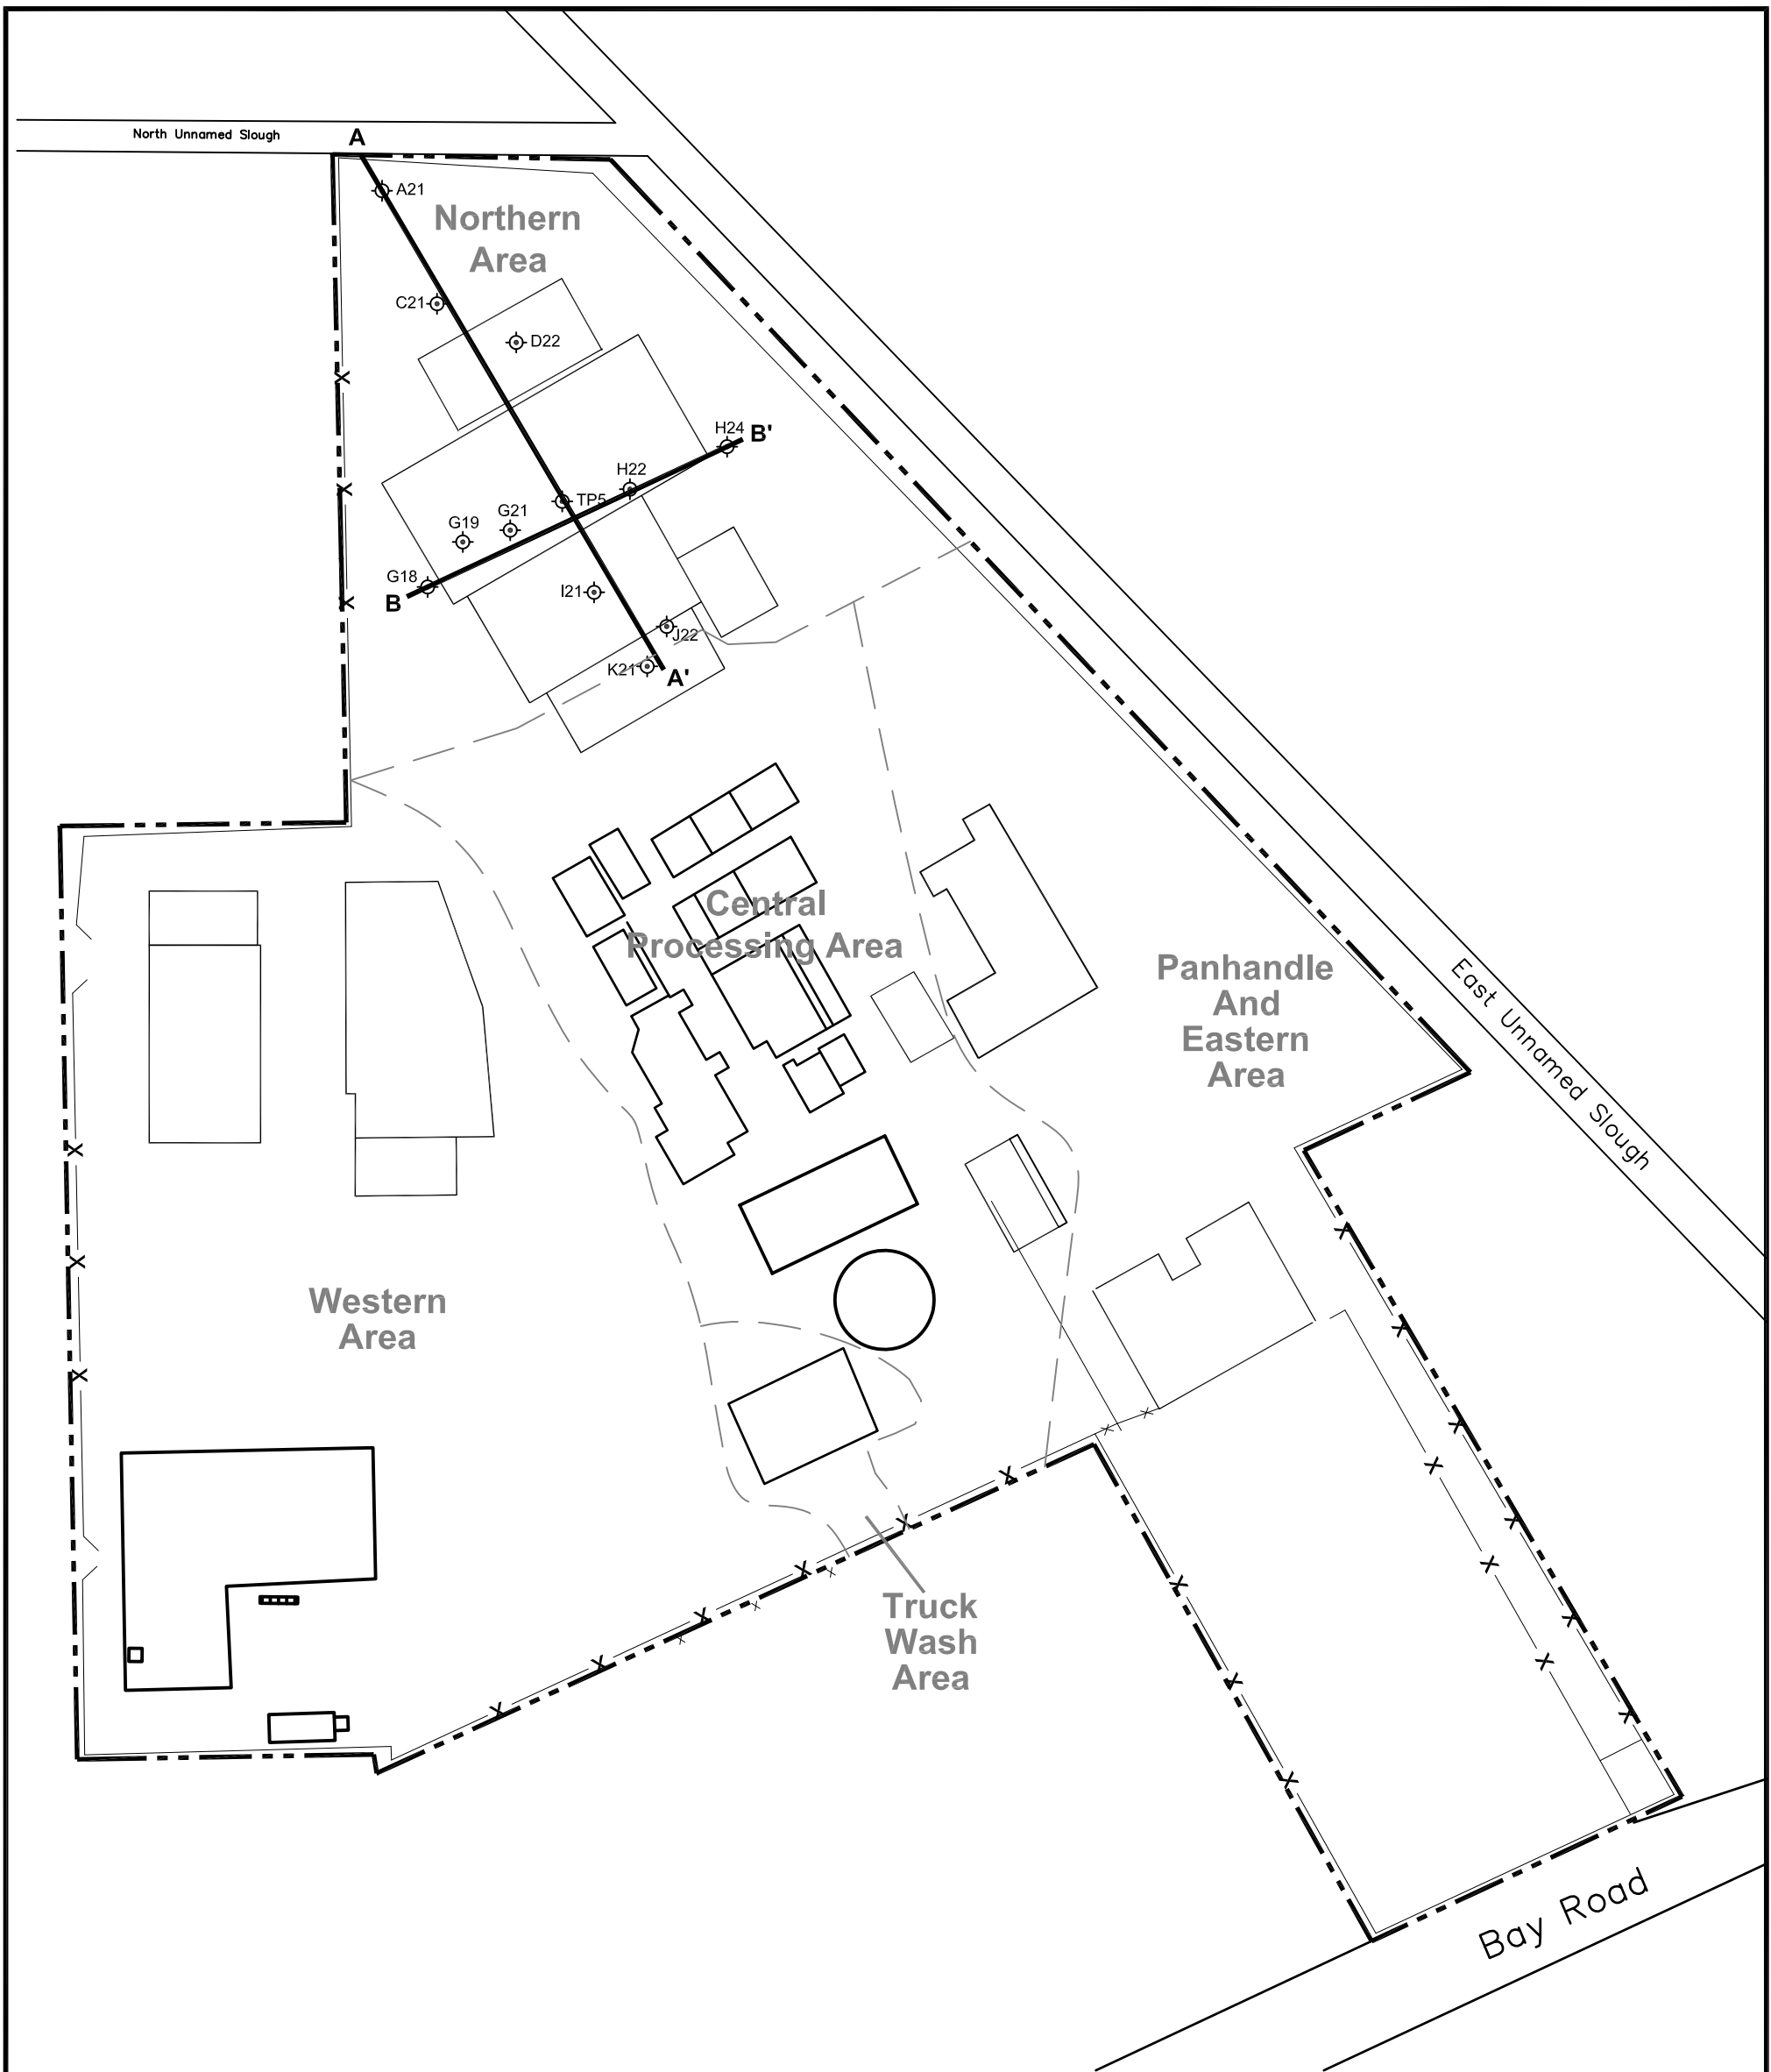 North Unnamed Slough
A
A21
Northern
Area
C21
D22
H24
B'
H22
TP5
G21
G19
G18
B
I21
J22
K21
A'
Central
Processing Area
Panhandle
And
Eastern
Area
East Unnamed Slough
Western
Area
Truck
Wash
Area
Bay Road